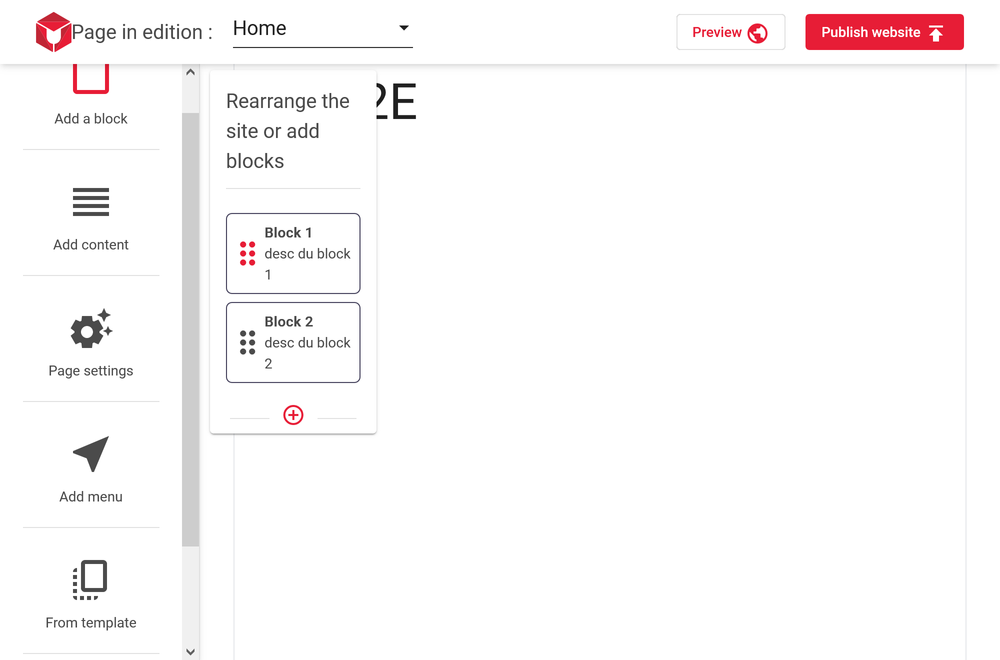 Page in edition :
Home
Preview
Publish website
Add a block
Add content
Page settings
Add menu
From template
Rearrange the
site or add
blocks
Block 1
desc du block
1
Block 2
desc du block
2
2E